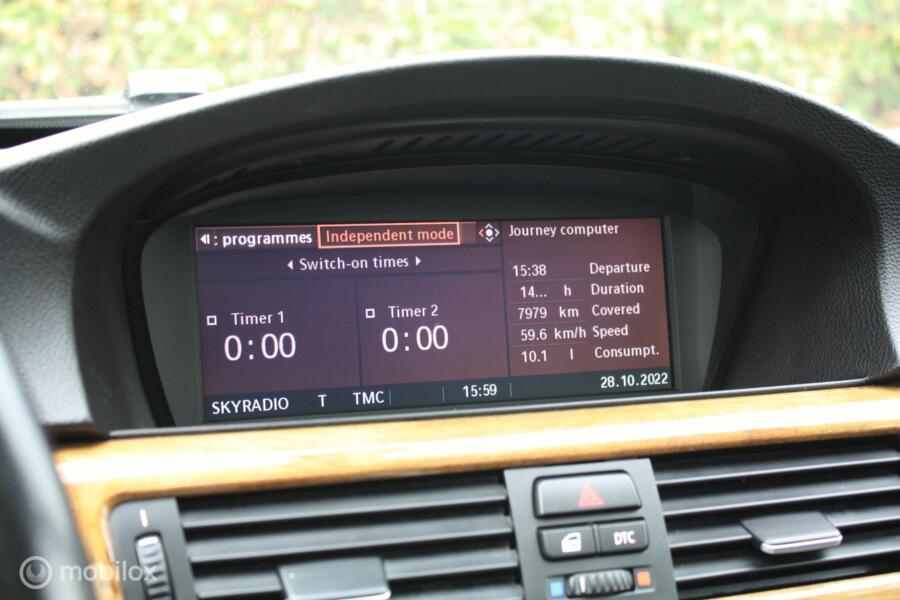 : programmes Independent mode
Switch-on times
Timer 1
0:00
Timer 2
0:00
Journey computer
15:38 Departure
14... h Duration
7979 km Covered
59.6 km/h Speed
10.1 l Consumpt.
SKYRADIO T TMC 15:59 28.10.2022
DTC
mobilox